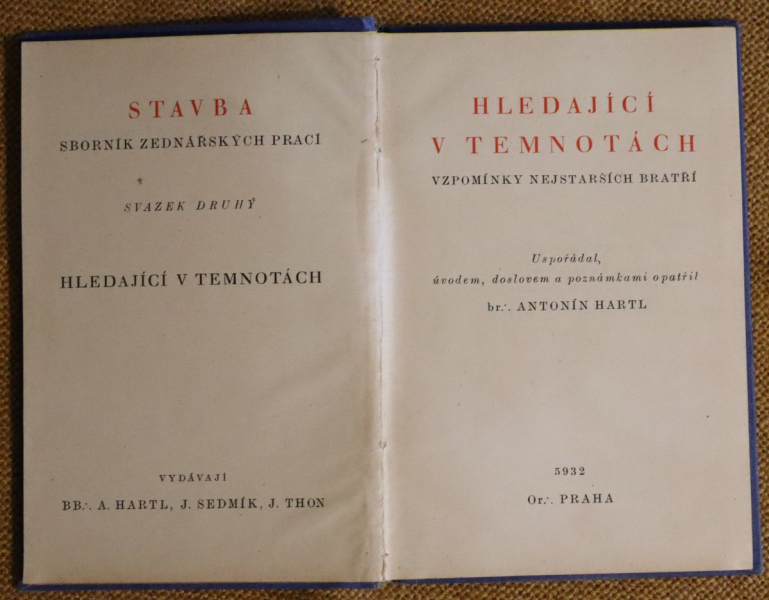 STAVBA
SBORNÍK ZEDNÁŘSKÝCH PRACÍ
SVAZEK DRUHÝ
HLEDAJÍCÍ V TEMNOTÁCH
VYDÁVAJÍ
BB∴ A. HARTL, J. SEDMÍK, J. THON
HLEDAJÍCÍ
V TEMNOTÁCH
VZPOMÍNKY NEJSTARŠÍCH BRATŘÍ
Uspořádal,
úvodem, doslovem a poznámkami opatřil
br∴ ANTONÍN HARTL
5932
Or∴ PRAHA